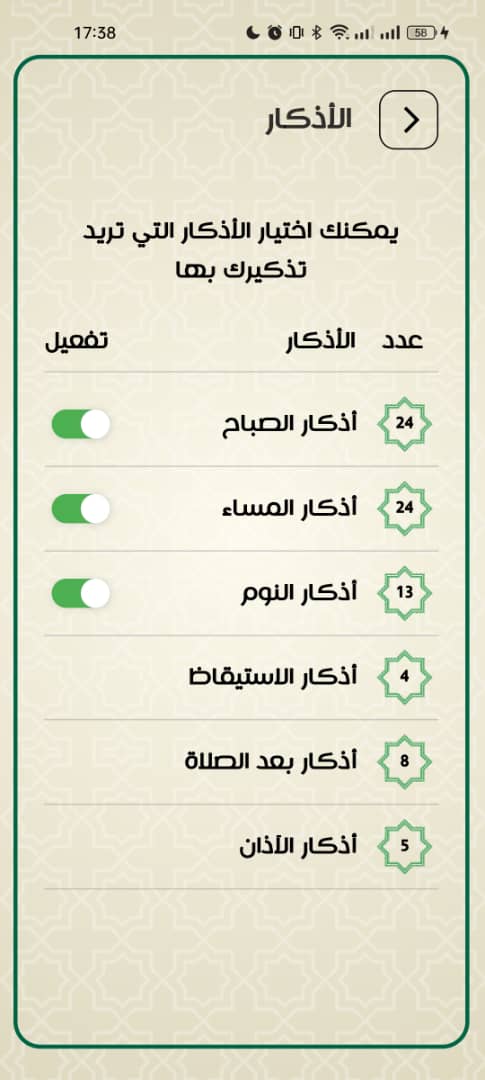 17:38
58
الأذكار
يمكنك اختيار الأذكار التي تريد
تذكيرك بها
عدد الأذكار تفعيل
24 أذكار الصباح
24 أذكار المساء
13 أذكار النوم
4 أذكار الاستيقاظ
8 أذكار بعد الصلاة
5 أذكار الآذان